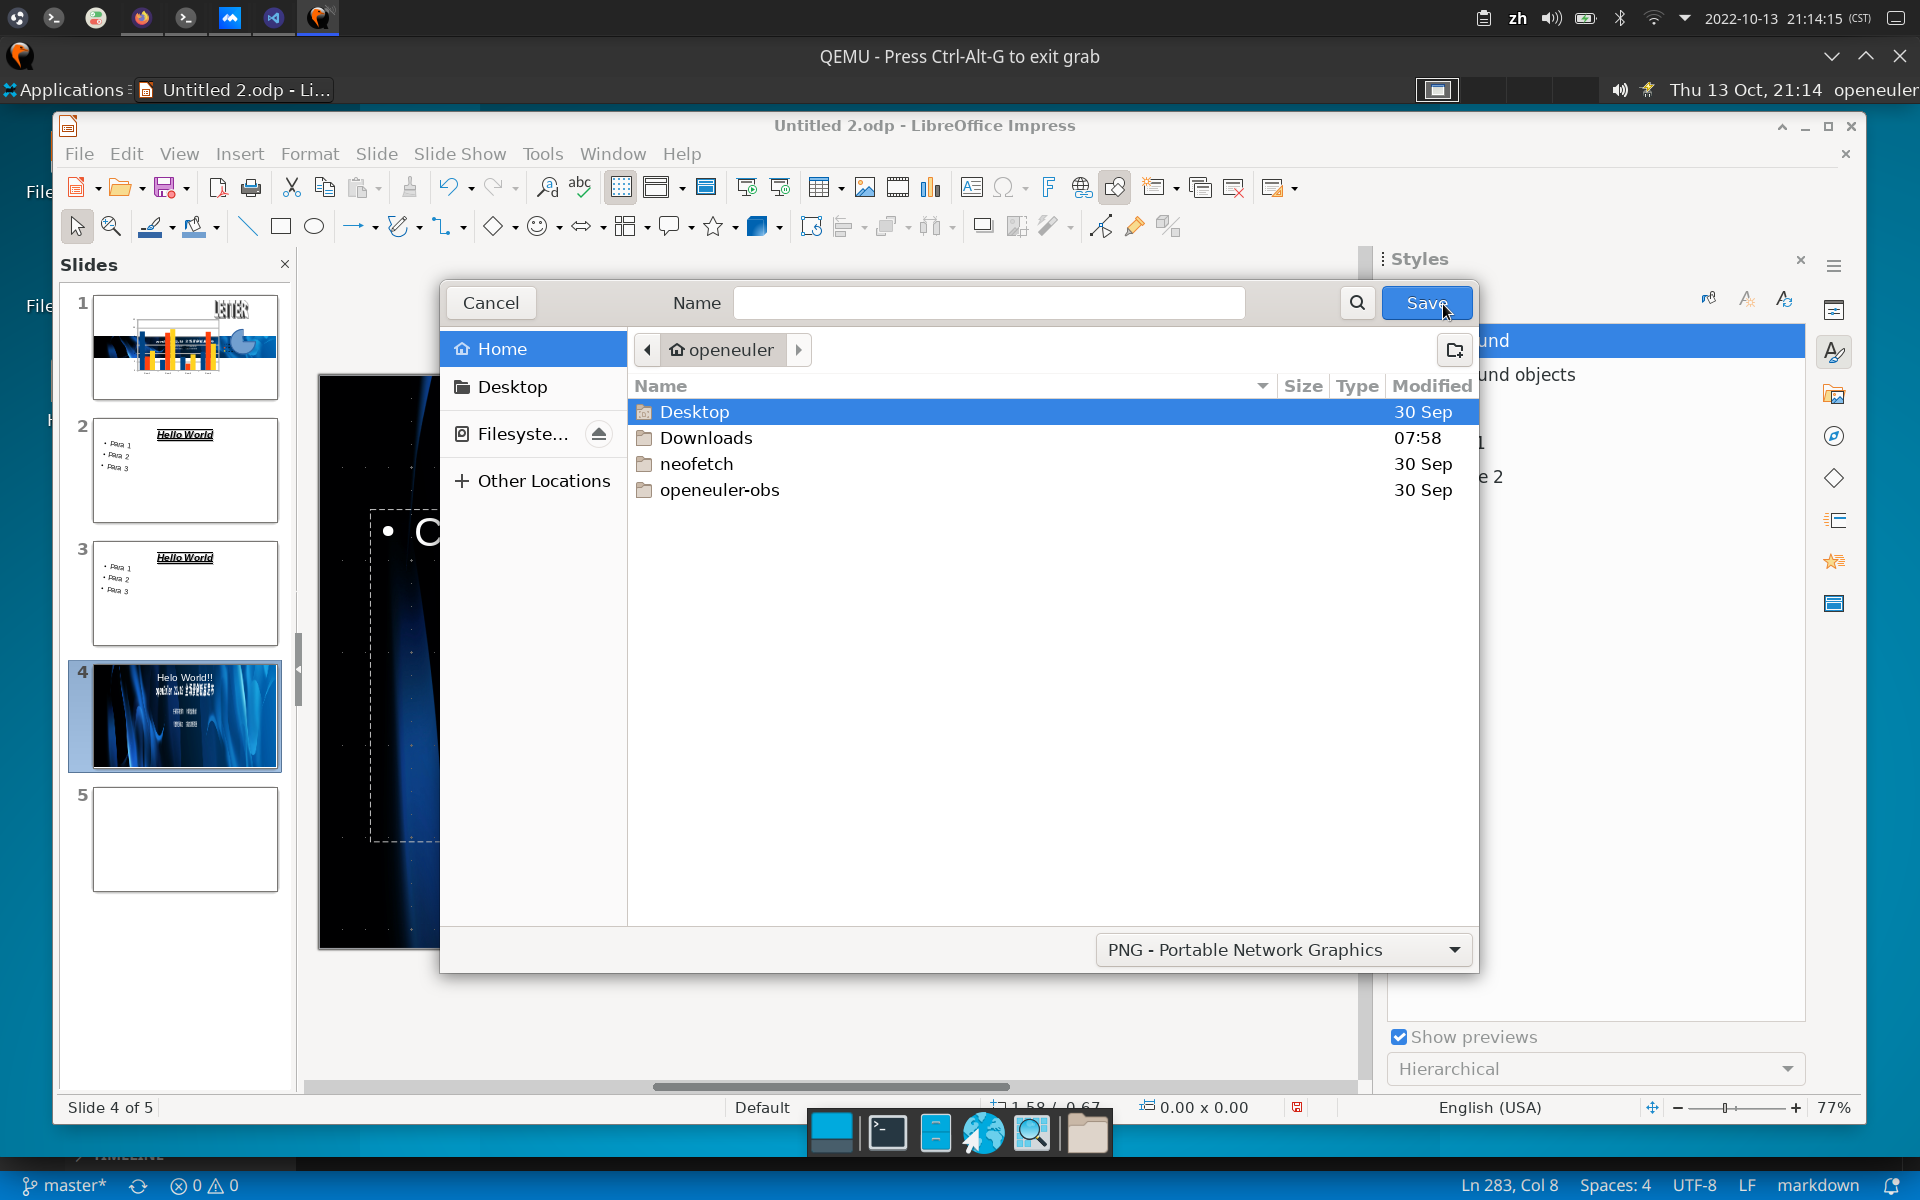 zh
2022-10-13 21:14:15 (CST)
QEMU - Press Ctrl-Alt-G to exit grab
Applications
Untitled 2.odp - Li...
Thu 13 Oct, 21:14 openeuler
Untitled 2.odp - LibreOffice Impress
File Edit View Insert Format Slide Slide Show Tools Window Help
abc
Slides
Styles
Cancel
Name
Save
Home
openeuler
Desktop
Filesyste...
Other Locations
Name Size Type Modified
Desktop 30 Sep
Downloads 07:58
neofetch 30 Sep
openeuler-obs 30 Sep
und
und objects
1
e 2
File
File
1
2
Hello World
Para 1
Para 2
Para 3
3
Hello World
Para 1
Para 2
Para 3
4
Helo World!!
5
• C
PNG - Portable Network Graphics
Show previews
Hierarchical
Slide 4 of 5
Default
0.00 x 0.00
English (USA)
77%
TIMELINE
master*
0 0
Ln 283, Col 8
Spaces: 4
UTF-8
LF
markdown